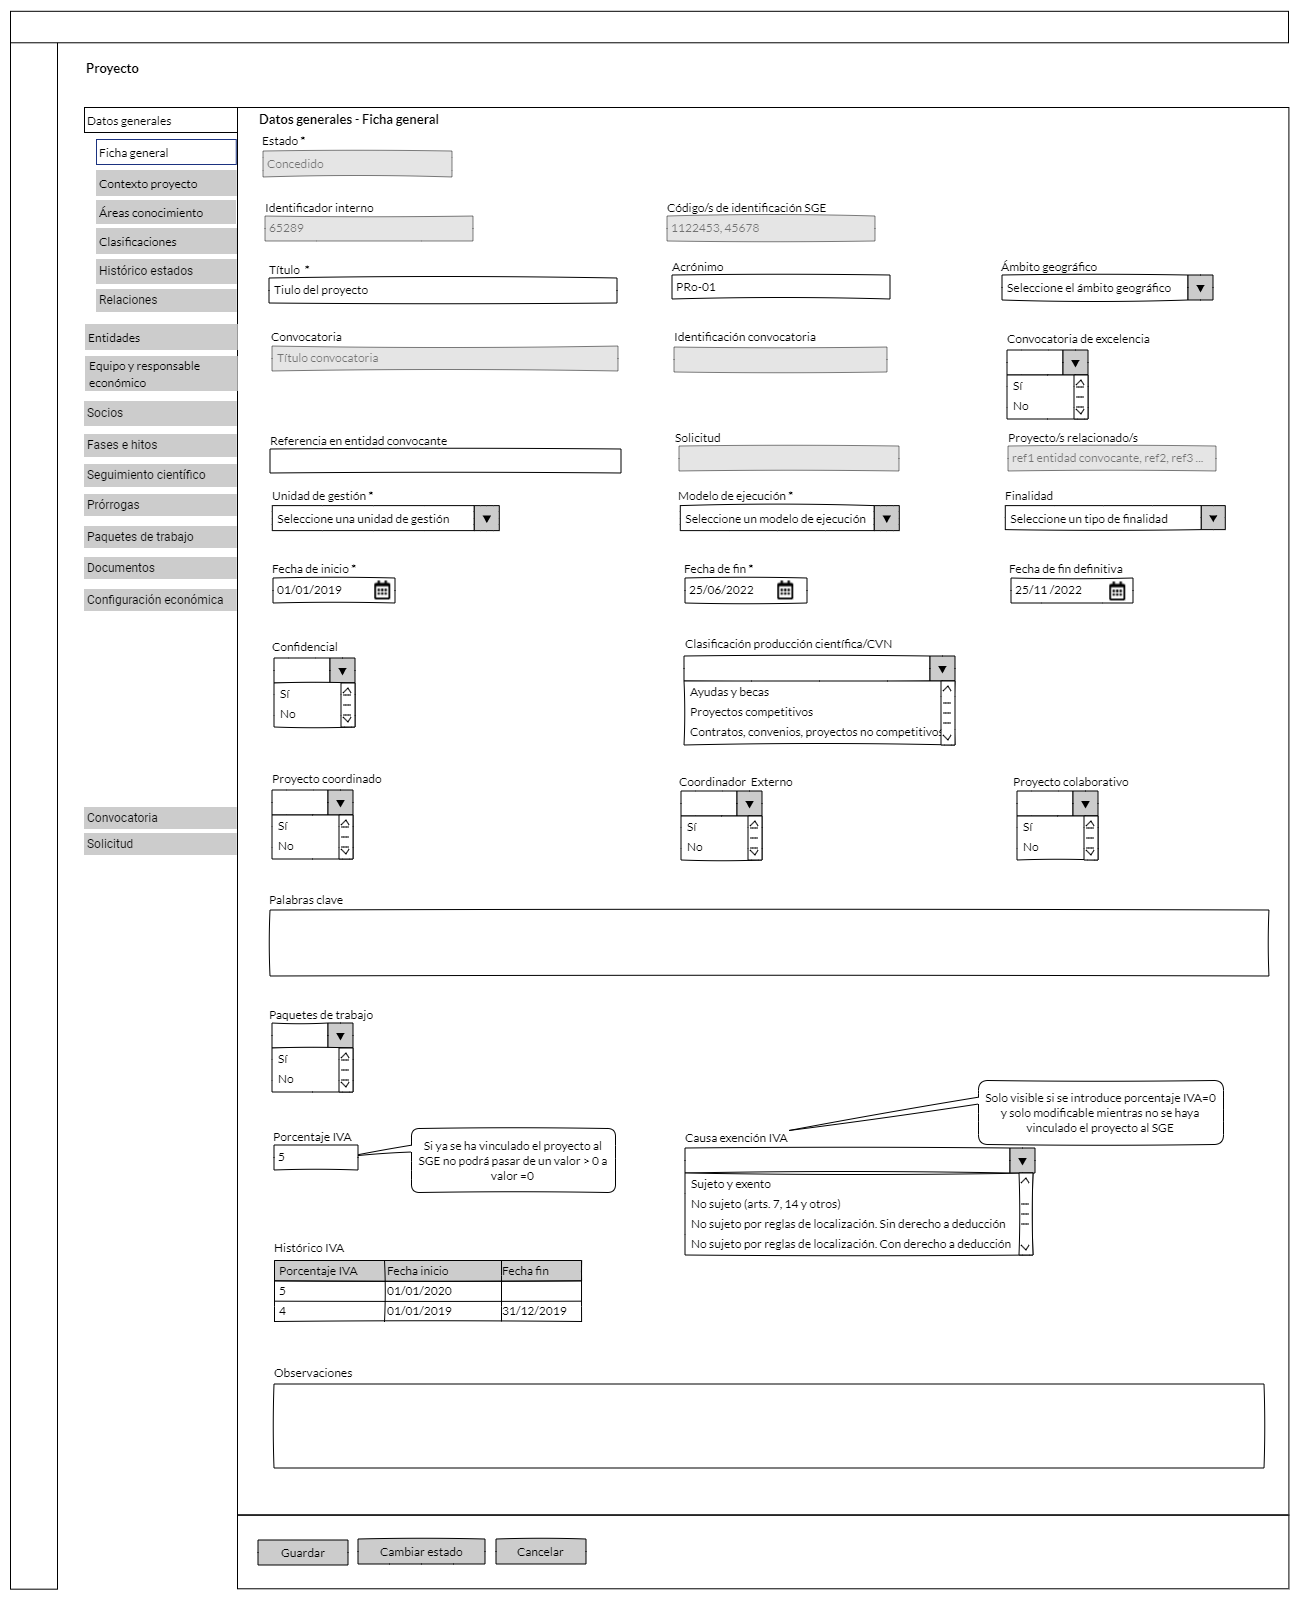 Proyecto
Datos generales
Ficha general
Contexto proyecto
Áreas conocimiento
Clasificaciones
Histórico estados
Relaciones
Entidades
Equipo y responsable
económico
Socios
Fases e hitos
Seguimiento científico
Prórrogas
Paquetes de trabajo
Documentos
Configuración económica
Convocatoria
Solicitud
Datos generales - Ficha general
Estado *
Concedido
Identificador interno
65289
Código/s de identificación SGE
1122453, 45678
Título *
Tiulo del proyecto
Acrónimo
PRo-01
Ámbito geográfico
Seleccione el ámbito geográfico
Convocatoria
Título convocatoria
Identificación convocatoria
Convocatoria de excelencia
Sí
No
Referencia en entidad convocante
Solicitud
Proyecto/s relacionado/s
ref1 entidad convocante, ref2, ref3 ...
Unidad de gestión *
Seleccione una unidad de gestión
Modelo de ejecución *
Seleccione un modelo de ejecución
Finalidad
Seleccione un tipo de finalidad
Fecha de inicio *
01/01/2019
Fecha de fin *
25/06/2022
Fecha de fin definitiva
25/11/2022
Confidencial
Sí
No
Clasificación producción científica/CVN
Ayudas y becas
Proyectos competitivos
Contratos, convenios, proyectos no competitivos
Proyecto coordinado
Sí
No
Coordinador Externo
Sí
No
Proyecto colaborativo
Sí
No
Palabras clave
Paquetes de trabajo
Sí
No
Porcentaje IVA
5
Si ya se ha vinculado el proyecto al
SGE no podrá pasar de un valor > 0 a
valor =0
Causa exención IVA
Solo visible si se introduce porcentaje IVA=0
y solo modificable mientras no se haya
vinculado el proyecto al SGE
Sujeto y exento
No sujeto (arts. 7, 14 y otros)
No sujeto por reglas de localización. Sin derecho a deducción
No sujeto por reglas de localización. Con derecho a deducción
Histórico IVA
Porcentaje IVA Fecha inicio Fecha fin
5 01/01/2020
4 01/01/2019 31/12/2019
Observaciones
Guardar
Cambiar estado
Cancelar